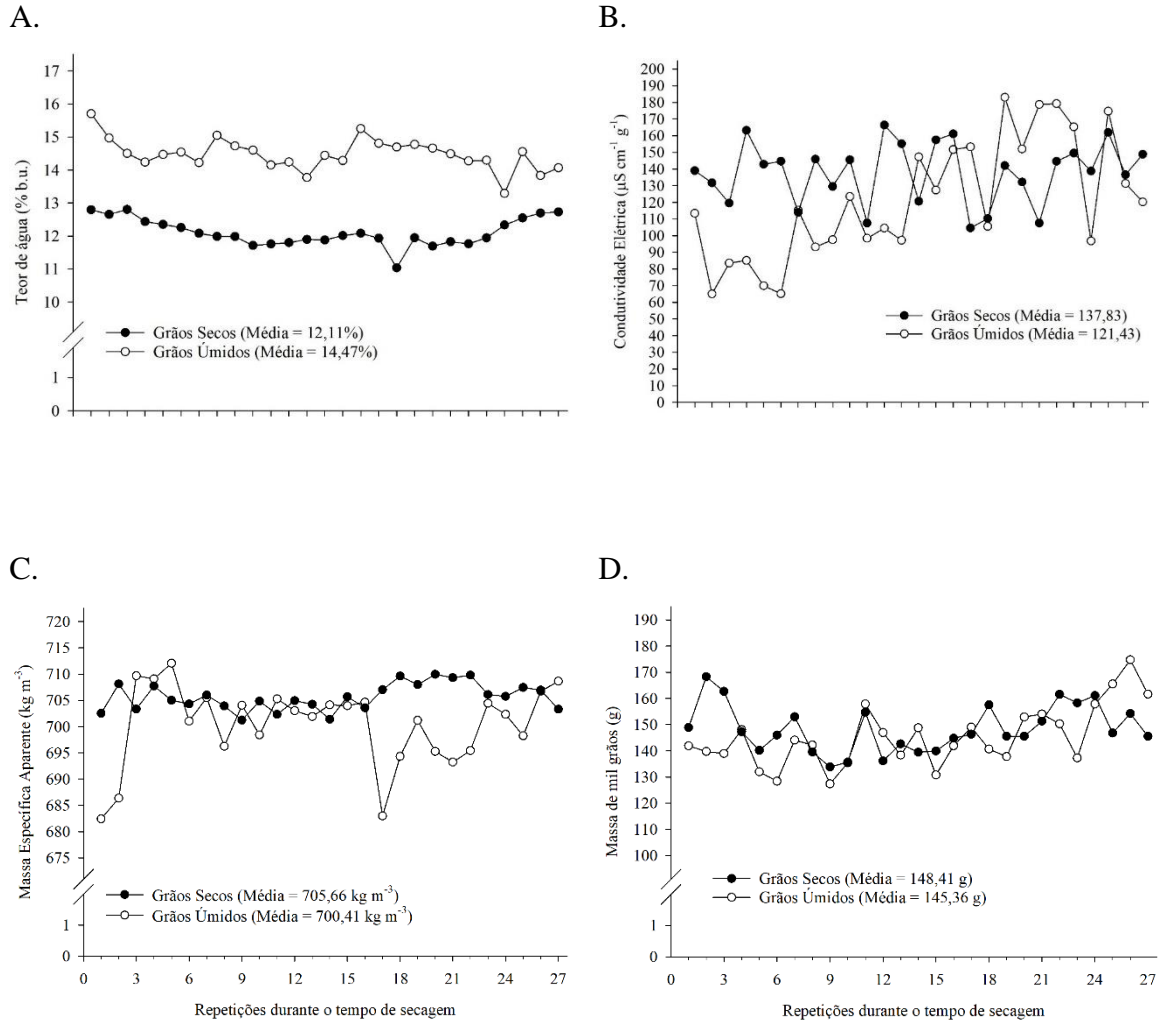 A.
Teor de água (% b.u.)
17
16
15
14
13
12
11
10
1
0
Grãos Secos (Média = 12,11%)
Grãos Úmidos (Média = 14,47%)
B.
Condutividade Elétrica (µS cm⁻¹ g⁻¹)
200
190
180
170
160
150
140
130
120
110
100
90
80
70
60
50
40
30
20
10
0
Grãos Secos (Média = 137,83)
Grãos Úmidos (Média = 121,43)
C.
Massa Específica Aparente (kg m⁻³)
720
715
710
705
700
695
690
685
680
675
1
0
Grãos Secos (Média = 705,66 kg m⁻³)
Grãos Úmidos (Média = 700,41 kg m⁻³)
0 3 6 9 12 15 18 21 24 27
Repetições durante o tempo de secagem
D.
Massa de mil grãos (g)
190
180
170
160
150
140
130
120
110
100
1
0
Grãos Secos (Média = 148,41 g)
Grãos Úmidos (Média = 145,36 g)
0 3 6 9 12 15 18 21 24 27
Repetições durante o tempo de secagem